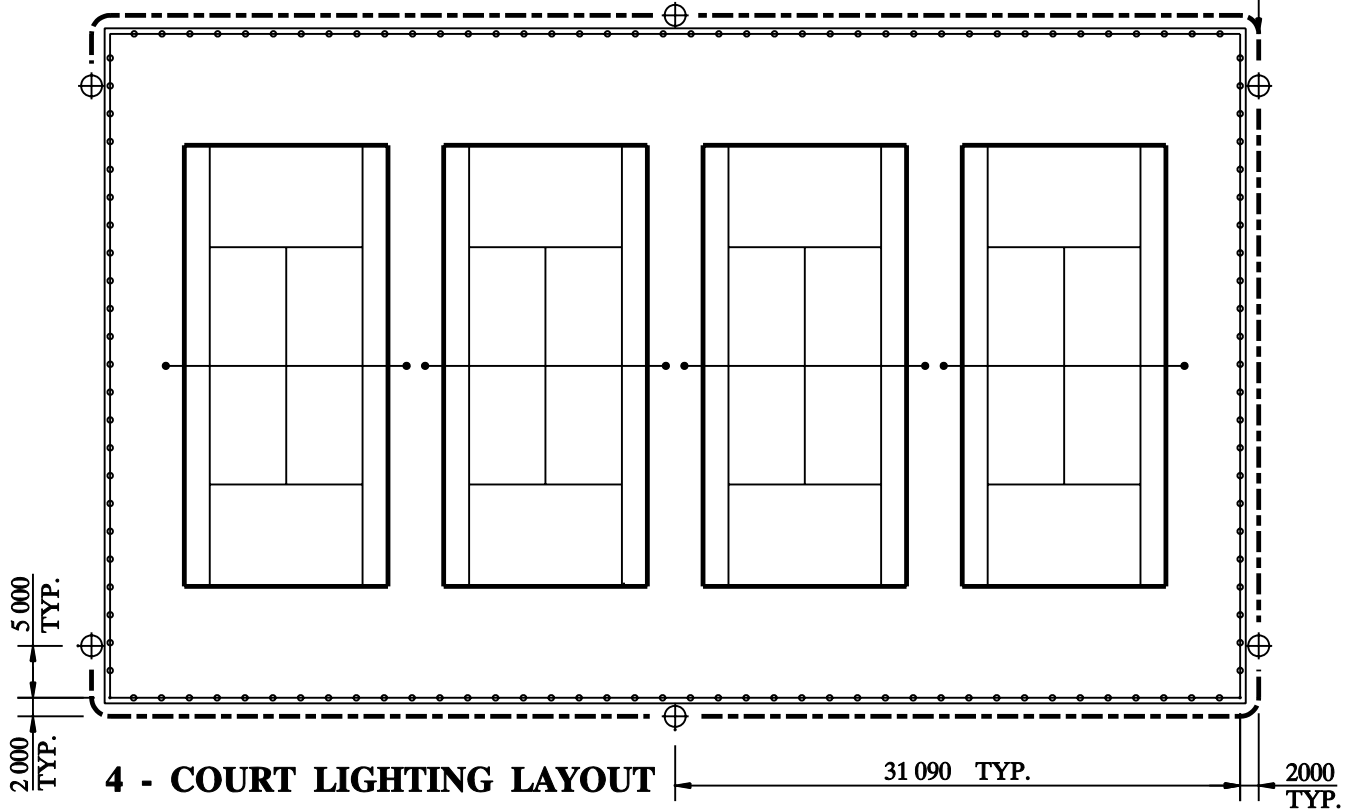 5 000
TYP.
2 000
TYP.
4 - COURT LIGHTING LAYOUT
31 090 TYP.
2000
TYP.